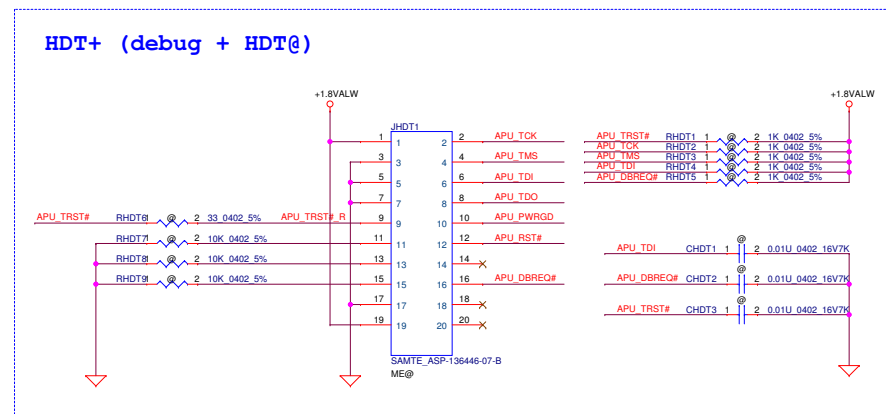 HDT+ (debug + HDT@)
+1.8VALW
+1.8VALW
JHDT1
1 1 2 2 APU_TCK
3 3 4 4 APU_TMS
5 5 6 6 APU_TDI
7 7 8 8 APU_TDO
APU_TRST# RHDT6 1 @ 2 33_0402_5% APU_TRST#_R 9 9 10 10 APU_PWRGD
RHDT7 1 @ 2 10K_0402_5% 11 11 12 12 APU_RST#
RHDT8 1 @ 2 10K_0402_5% 13 13 14 14
RHDT9 1 @ 2 10K_0402_5% 15 15 16 16 APU_DBREQ#
17 17 18 18
19 19 20 20
SAMTE_ASP-136446-07-B
ME@
APU_TRST# RHDT1 1 @ 2 1K_0402_5%
APU_TCK RHDT2 1 @ 2 1K_0402_5%
APU_TMS RHDT3 1 @ 2 1K_0402_5%
APU_TDI RHDT4 1 @ 2 1K_0402_5%
APU_DBREQ# RHDT5 1 @ 2 1K_0402_5%
@
APU_TDI CHDT1 1 2 0.01U_0402_16V7K
@
APU_DBREQ# CHDT2 1 2 0.01U_0402_16V7K
@
APU_TRST# CHDT3 1 2 0.01U_0402_16V7K